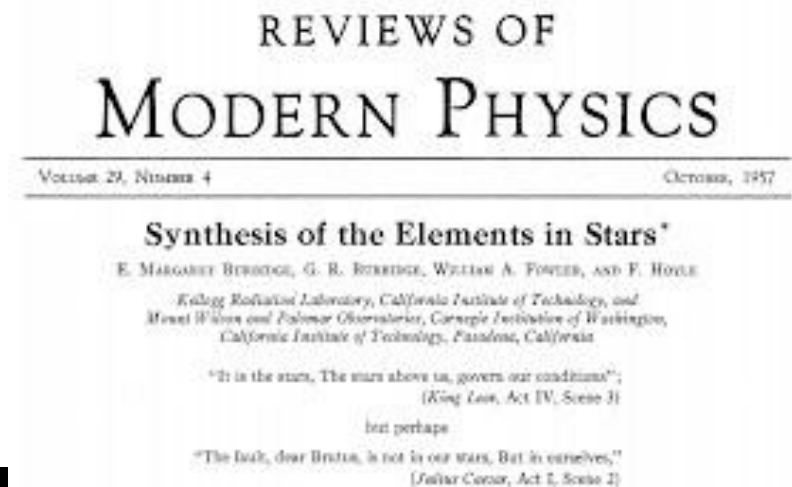 REVIEWS OF
MODERN PHYSICS
VOLUME 29, NUMBER 4
OCTOBER, 1957
Synthesis of the Elements in Stars*
E. MARGARET BURBIDGE, G. R. BURBIDGE, WILLIAM A. FOWLER, AND F. HOYLE
Kellogg Radiation Laboratory, California Institute of Technology, and
Mount Wilson and Palomar Observatories, Carnegie Institution of Washington,
California Institute of Technology, Pasadena, California
"It is the stars, The stars above us, govern our conditions";
(King Lear, Act IV, Scene 3)
but perhaps
"The fault, dear Brutus, is not in our stars, But in ourselves,"
(Julius Caesar, Act I, Scene 2)